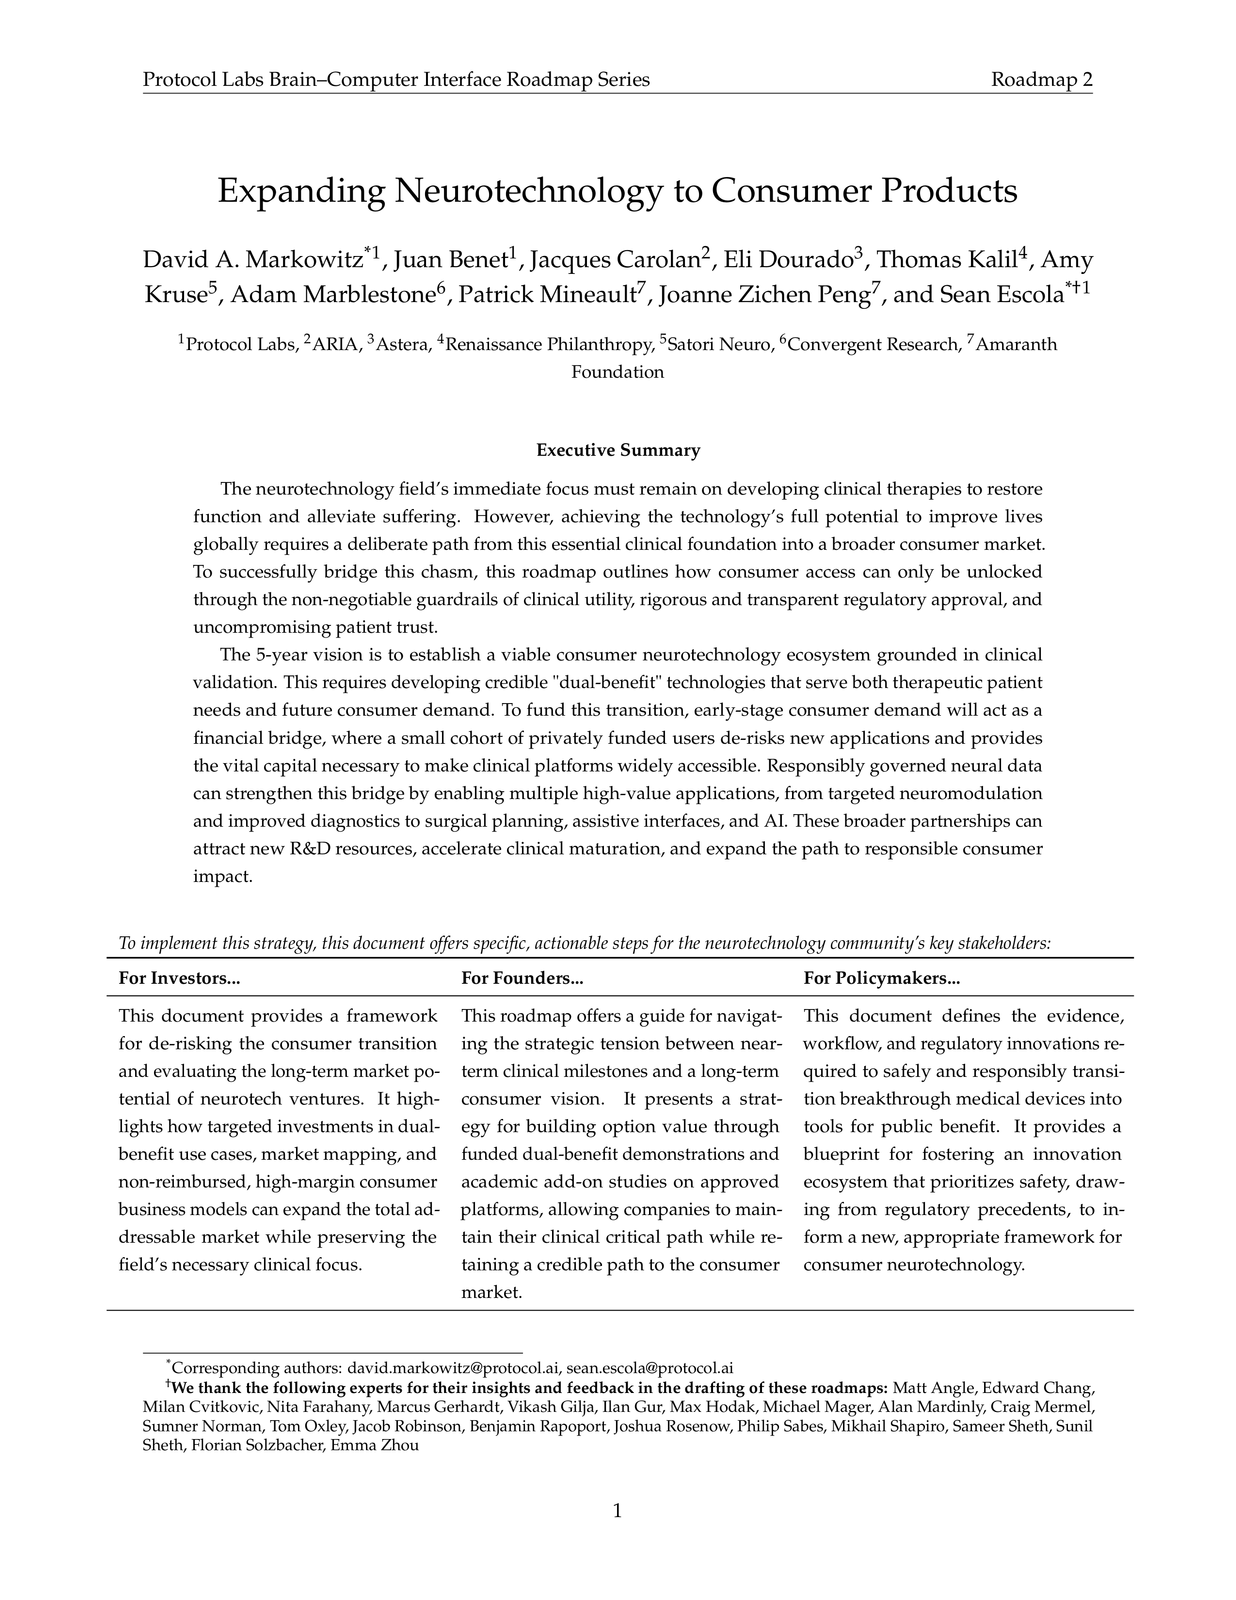 Protocol Labs Brain–Computer Interface Roadmap Series Roadmap 2
Expanding Neurotechnology to Consumer Products
David A. Markowitz*1, Juan Benet1, Jacques Carolan2, Eli Dourado3, Thomas Kalil4, Amy
Kruse5, Adam Marblestone6, Patrick Mineault7, Joanne Zichen Peng7, and Sean Escola*†1
1Protocol Labs, 2ARIA, 3Astera, 4Renaissance Philanthropy, 5Satori Neuro, 6Convergent Research, 7Amaranth
Foundation
Executive Summary
The neurotechnology field's immediate focus must remain on developing clinical therapies to restore
function and alleviate suffering. However, achieving the technology's full potential to improve lives
globally requires a deliberate path from this essential clinical foundation into a broader consumer market.
To successfully bridge this chasm, this roadmap outlines how consumer access can only be unlocked
through the non-negotiable guardrails of clinical utility, rigorous and transparent regulatory approval, and
uncompromising patient trust.
The 5-year vision is to establish a viable consumer neurotechnology ecosystem grounded in clinical
validation. This requires developing credible "dual-benefit" technologies that serve both therapeutic patient
needs and future consumer demand. To fund this transition, early-stage consumer demand will act as a
financial bridge, where a small cohort of privately funded users de-risks new applications and provides
the vital capital necessary to make clinical platforms widely accessible. Responsibly governed neural data
can strengthen this bridge by enabling multiple high-value applications, from targeted neuromodulation
and improved diagnostics to surgical planning, assistive interfaces, and AI. These broader partnerships can
attract new R&D resources, accelerate clinical maturation, and expand the path to responsible consumer
impact.
To implement this strategy, this document offers specific, actionable steps for the neurotechnology community's key stakeholders:
For Investors...
This document provides a framework
for de-risking the consumer transition
and evaluating the long-term market po-
tential of neurotech ventures. It high-
lights how targeted investments in dual-
benefit use cases, market mapping, and
non-reimbursed, high-margin consumer
business models can expand the total ad-
dressable market while preserving the
field's necessary clinical focus.
For Founders...
This roadmap offers a guide for navigat-
ing the strategic tension between near-
term clinical milestones and a long-term
consumer vision. It presents a strat-
egy for building option value through
funded dual-benefit demonstrations and
academic add-on studies on approved
platforms, allowing companies to main-
tain their clinical critical path while re-
taining a credible path to the consumer
market.
For Policymakers...
This document defines the evidence,
workflow, and regulatory innovations re-
quired to safely and responsibly transi-
tion breakthrough medical devices into
tools for public benefit. It provides a
blueprint for fostering an innovation
ecosystem that prioritizes safety, draw-
ing from regulatory precedents, to in-
form a new, appropriate framework for
consumer neurotechnology.
*Corresponding authors: david.markowitz@protocol.ai, sean.escola@protocol.ai
†We thank the following experts for their insights and feedback in the drafting of these roadmaps: Matt Angle, Edward Chang,
Milan Cvitkovic, Nita Farahany, Marcus Gerhardt, Vikash Gilja, Ilan Gur, Max Hodak, Michael Mager, Alan Mardinly, Craig Mermel,
Sumner Norman, Tom Oxley, Jacob Robinson, Benjamin Rapoport, Joshua Rosenow, Philip Sabes, Mikhail Shapiro, Sameer Sheth, Sunil
Sheth, Florian Solzbacher, Emma Zhou
1